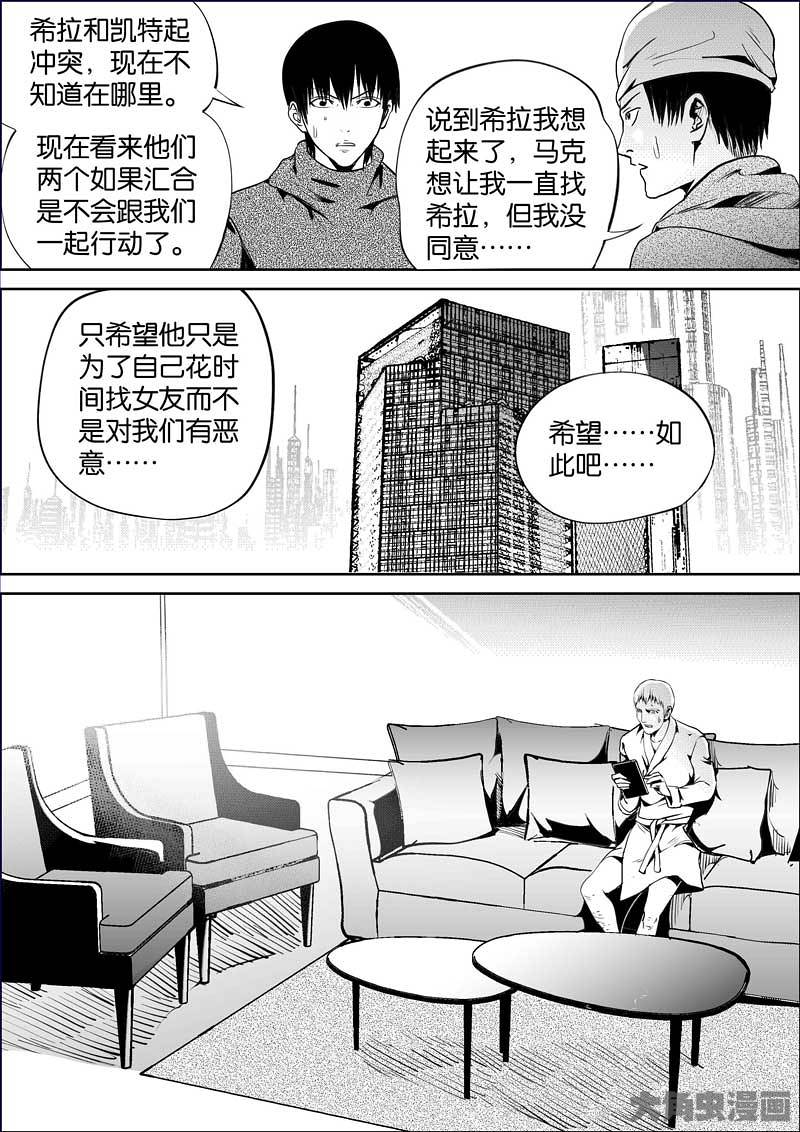 希拉和凯特起
冲突，现在不
知道在哪里。
现在看来他们
两个如果汇合
是不会跟我们
一起行动了。
说到希拉我想
起来了，马克
想让我一直找
希拉，但我没
同意……
只希望他只是
为了自己花时
间找女友而不
是对我们有恶
意……
希望……如
此吧……
大角虫漫画